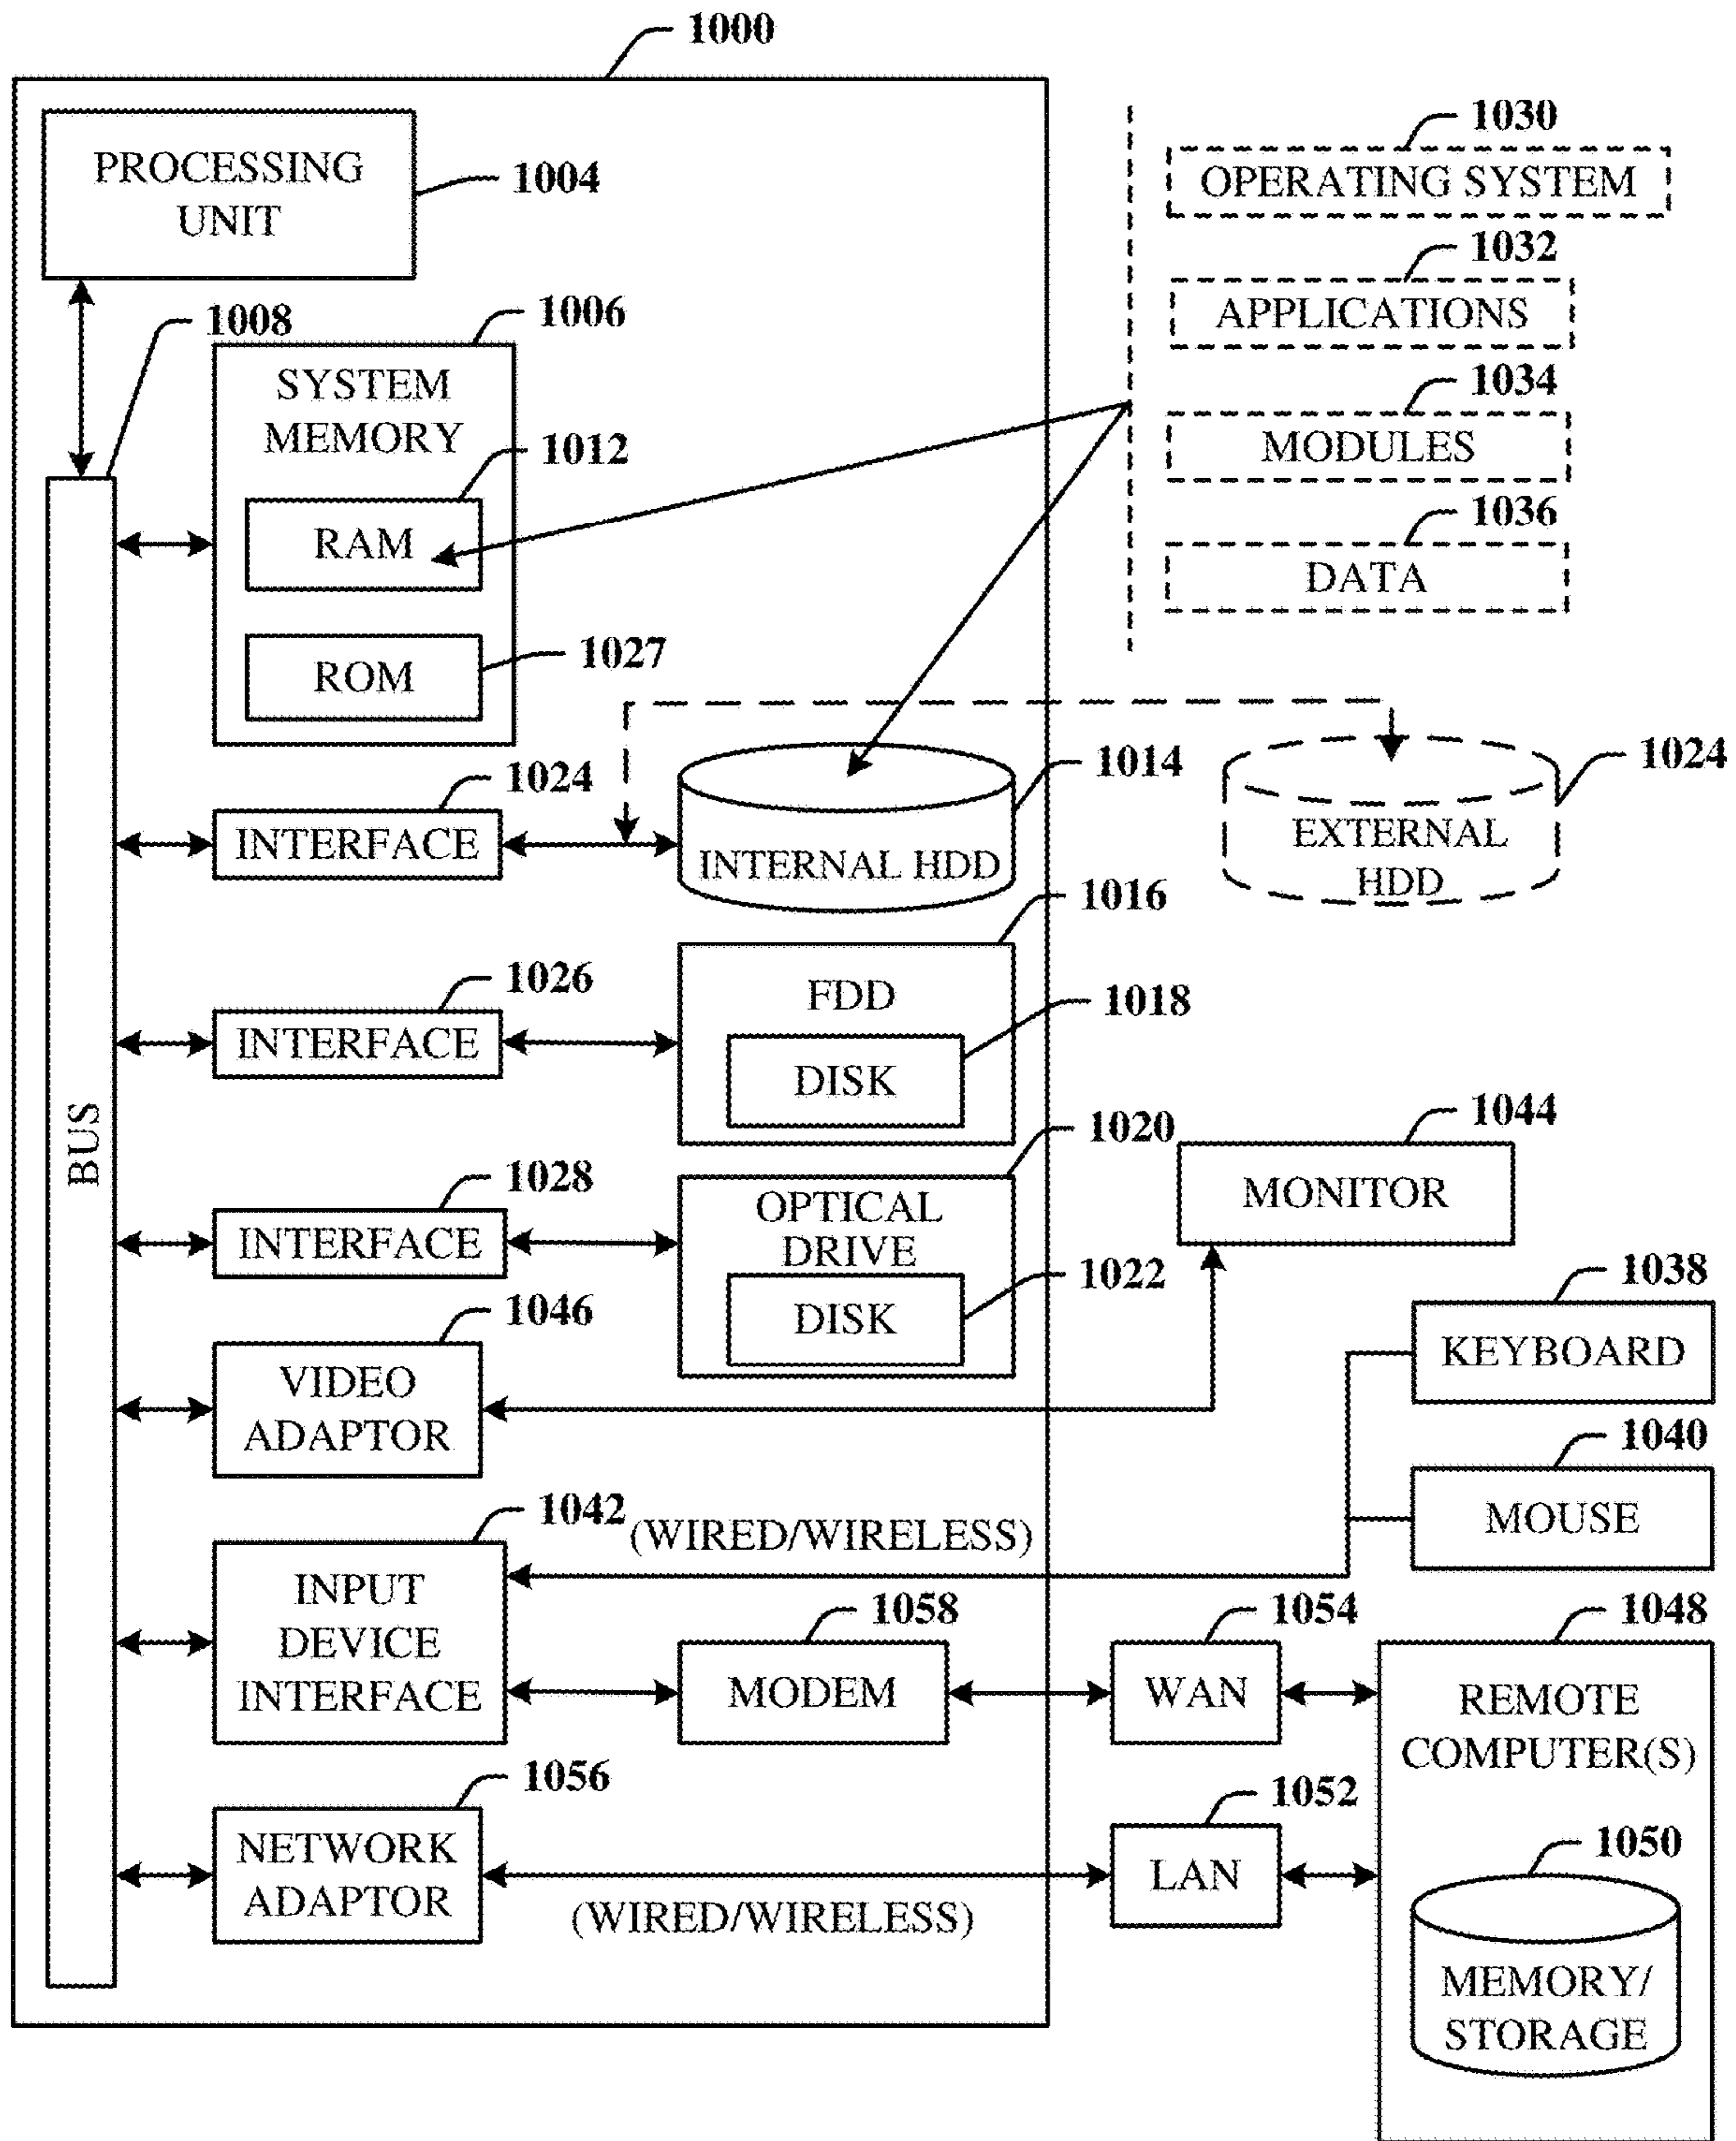 1000
PROCESSING
UNIT
1004
1030
OPERATING SYSTEM
1032
APPLICATIONS
1034
MODULES
1036
DATA
1008
1006
SYSTEM
MEMORY
1012
RAM
1027
ROM
1024
INTERFACE
1014
INTERNAL HDD
1024
EXTERNAL
HDD
1026
INTERFACE
1016
FDD
1018
DISK
BUS
1028
INTERFACE
1020
OPTICAL
DRIVE
1022
DISK
1044
MONITOR
1046
VIDEO
ADAPTOR
1038
KEYBOARD
1040
MOUSE
1042
(WIRED/WIRELESS)
INPUT
DEVICE
INTERFACE
1058
MODEM
1054
WAN
1048
REMOTE
COMPUTER(S)
1056
NETWORK
ADAPTOR
(WIRED/WIRELESS)
1052
LAN
1050
MEMORY/
STORAGE